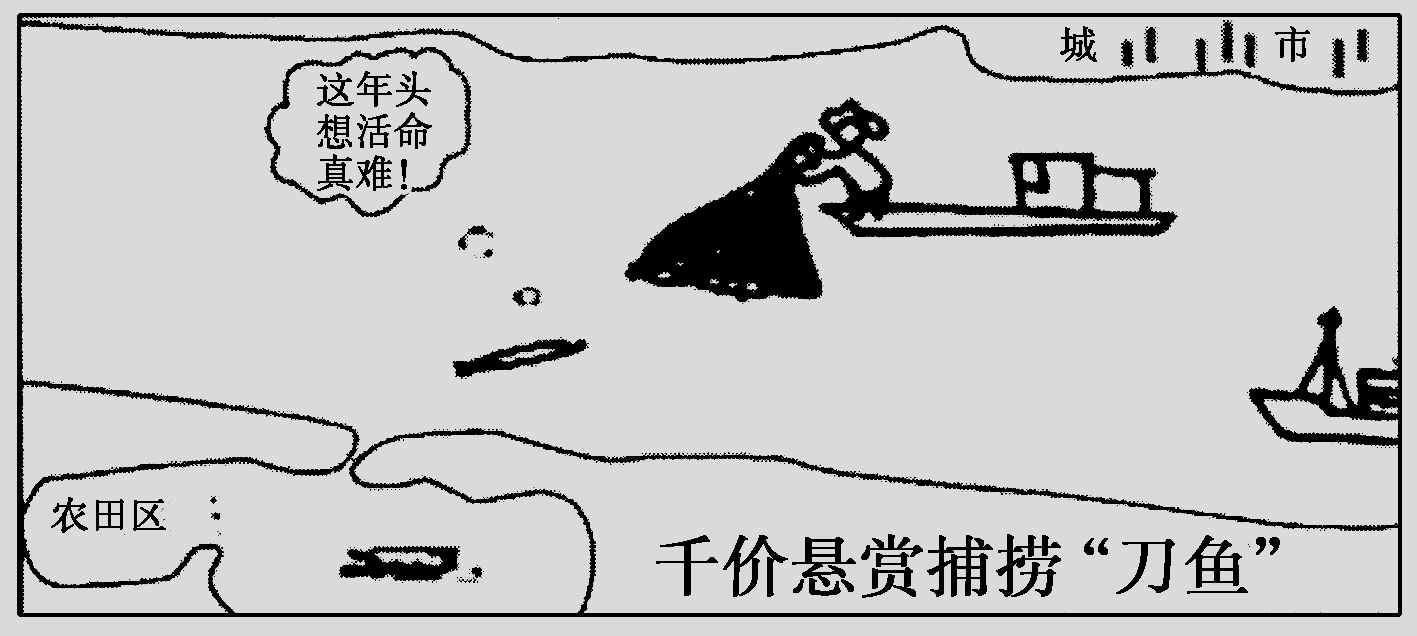 城 市
这年头
想活命
真难！
农田区
千价悬赏捕捞“刀鱼”